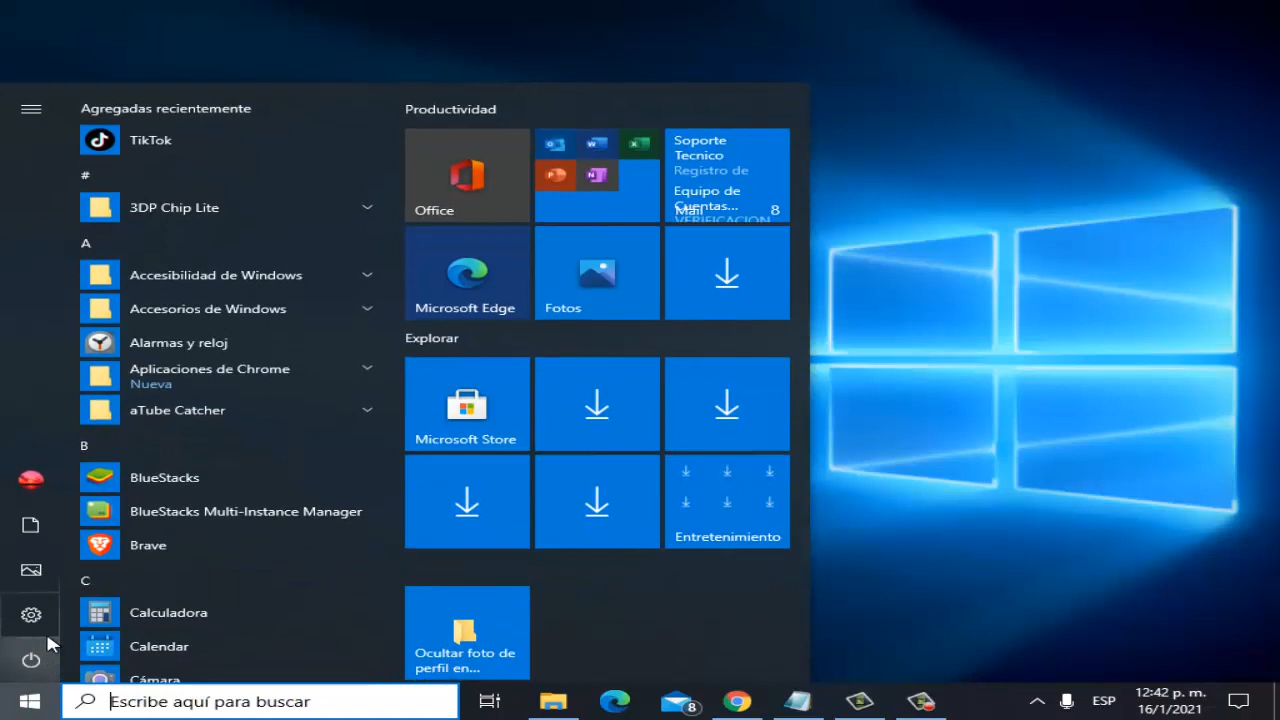 Agregadas recientemente
TikTok
#
3DP Chip Lite
A
Accesibilidad de Windows
Accesorios de Windows
Alarmas y reloj
Aplicaciones de Chrome
Nueva
aTube Catcher
B
BlueStacks
BlueStacks Multi-Instance Manager
Brave
C
Calculadora
Calendar
Cámara
Productividad
Office
Soporte
Tecnico
Registro de
Equipo de
Cuentas...
VERIFICACION
Mail
8
Microsoft Edge
Fotos
Explorar
Microsoft Store
Entretenimiento
Ocultar foto de
perfil en...
Escribe aquí para buscar
8
ESP
12:42 p. m.
16/1/2021